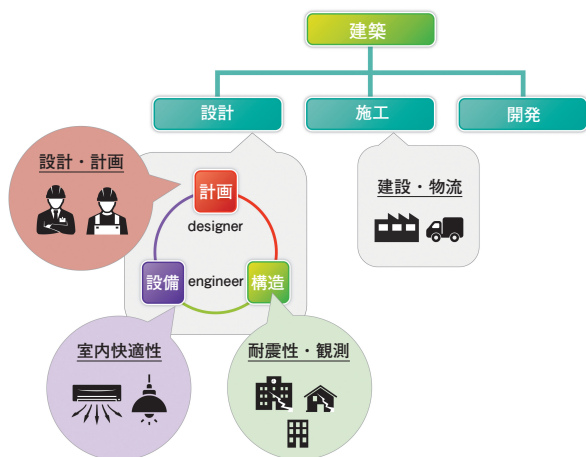 建築
設計
施工
開発
設計・計画
計画
designer
設備
engineer
構造
建設・物流
室内快適性
耐震性・観測